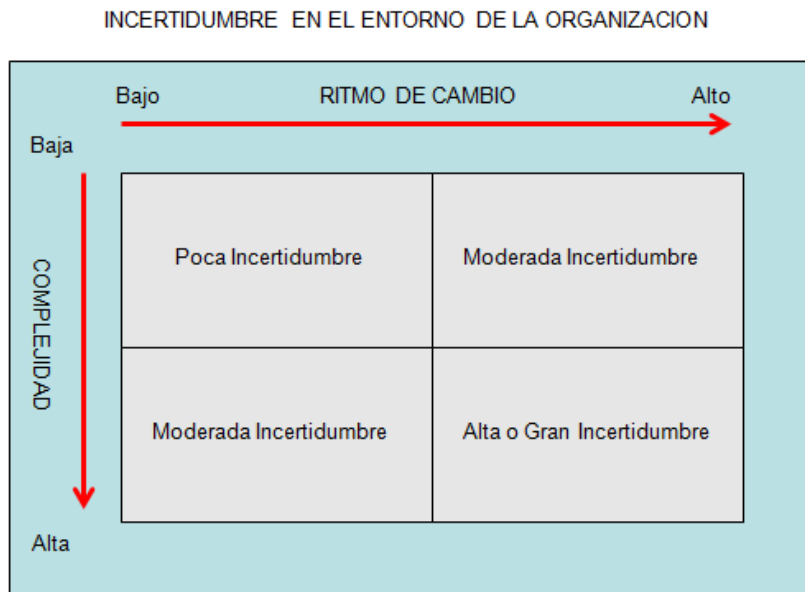 INCERTIDUMBRE EN EL ENTORNO DE LA ORGANIZACION
Bajo RITMO DE CAMBIO Alto
Baja
Poca Incertidumbre Moderada Incertidumbre
COMPLEJIDAD
Moderada Incertidumbre Alta o Gran Incertidumbre
Alta